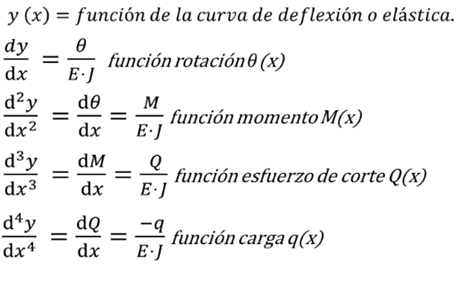 y (x) = función de la curva de deflexión o elástica.
dy/dx = θ/E·J función rotación θ (x)
d²y/dx² = dθ/dx = M/E·J función momento M(x)
d³y/dx³ = dM/dx = Q/E·J función esfuerzo de corte Q(x)
d⁴y/dx⁴ = dQ/dx = −q/E·J función carga q(x)